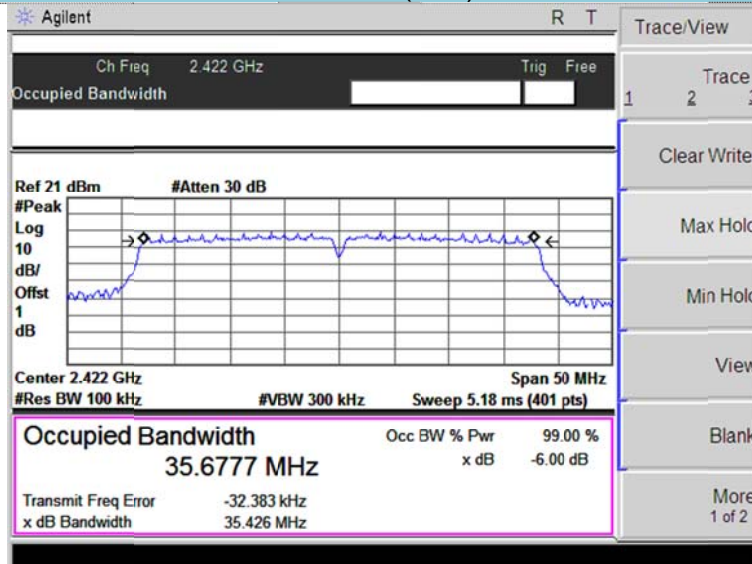 Agilent R T
Trace/View
Ch Freq 2.422 GHz Trig Free
Occupied Bandwidth
Trace
1 2
Clear Write
Max Hold
Min Hold
View
Blank
More
1 of 2
Ref 21 dBm #Atten 30 dB
#Peak
Log
10
dB/
Offst
1
dB
Center 2.422 GHz Span 50 MHz
#Res BW 100 kHz #VBW 300 kHz Sweep 5.18 ms (401 pts)
Occupied Bandwidth Occ BW % Pwr 99.00 %
35.6777 MHz x dB -6.00 dB
Transmit Freq Error -32.383 kHz
x dB Bandwidth 35.426 MHz